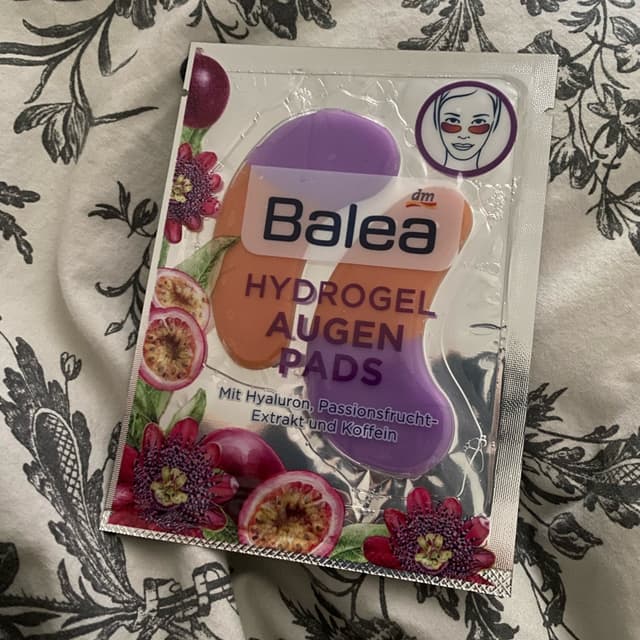 dm
Balea
HYDROGEL
AUGEN
PADS
Mit Hyaluron, Passionsfrucht-
Extrakt und Koffein